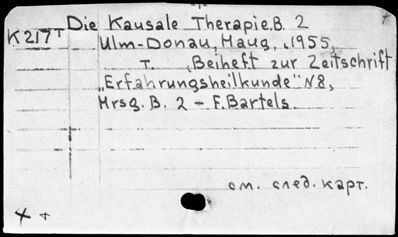 Die Kausale Therapie. B. 2
K217т Ulm-Donau, Haug, 1955,
т. (Beiheft zur Zeitschrift
„Erfahrungsheilkunde" N8,
Hrsg. B. 2 – F. Bartels.
см. след. карт.